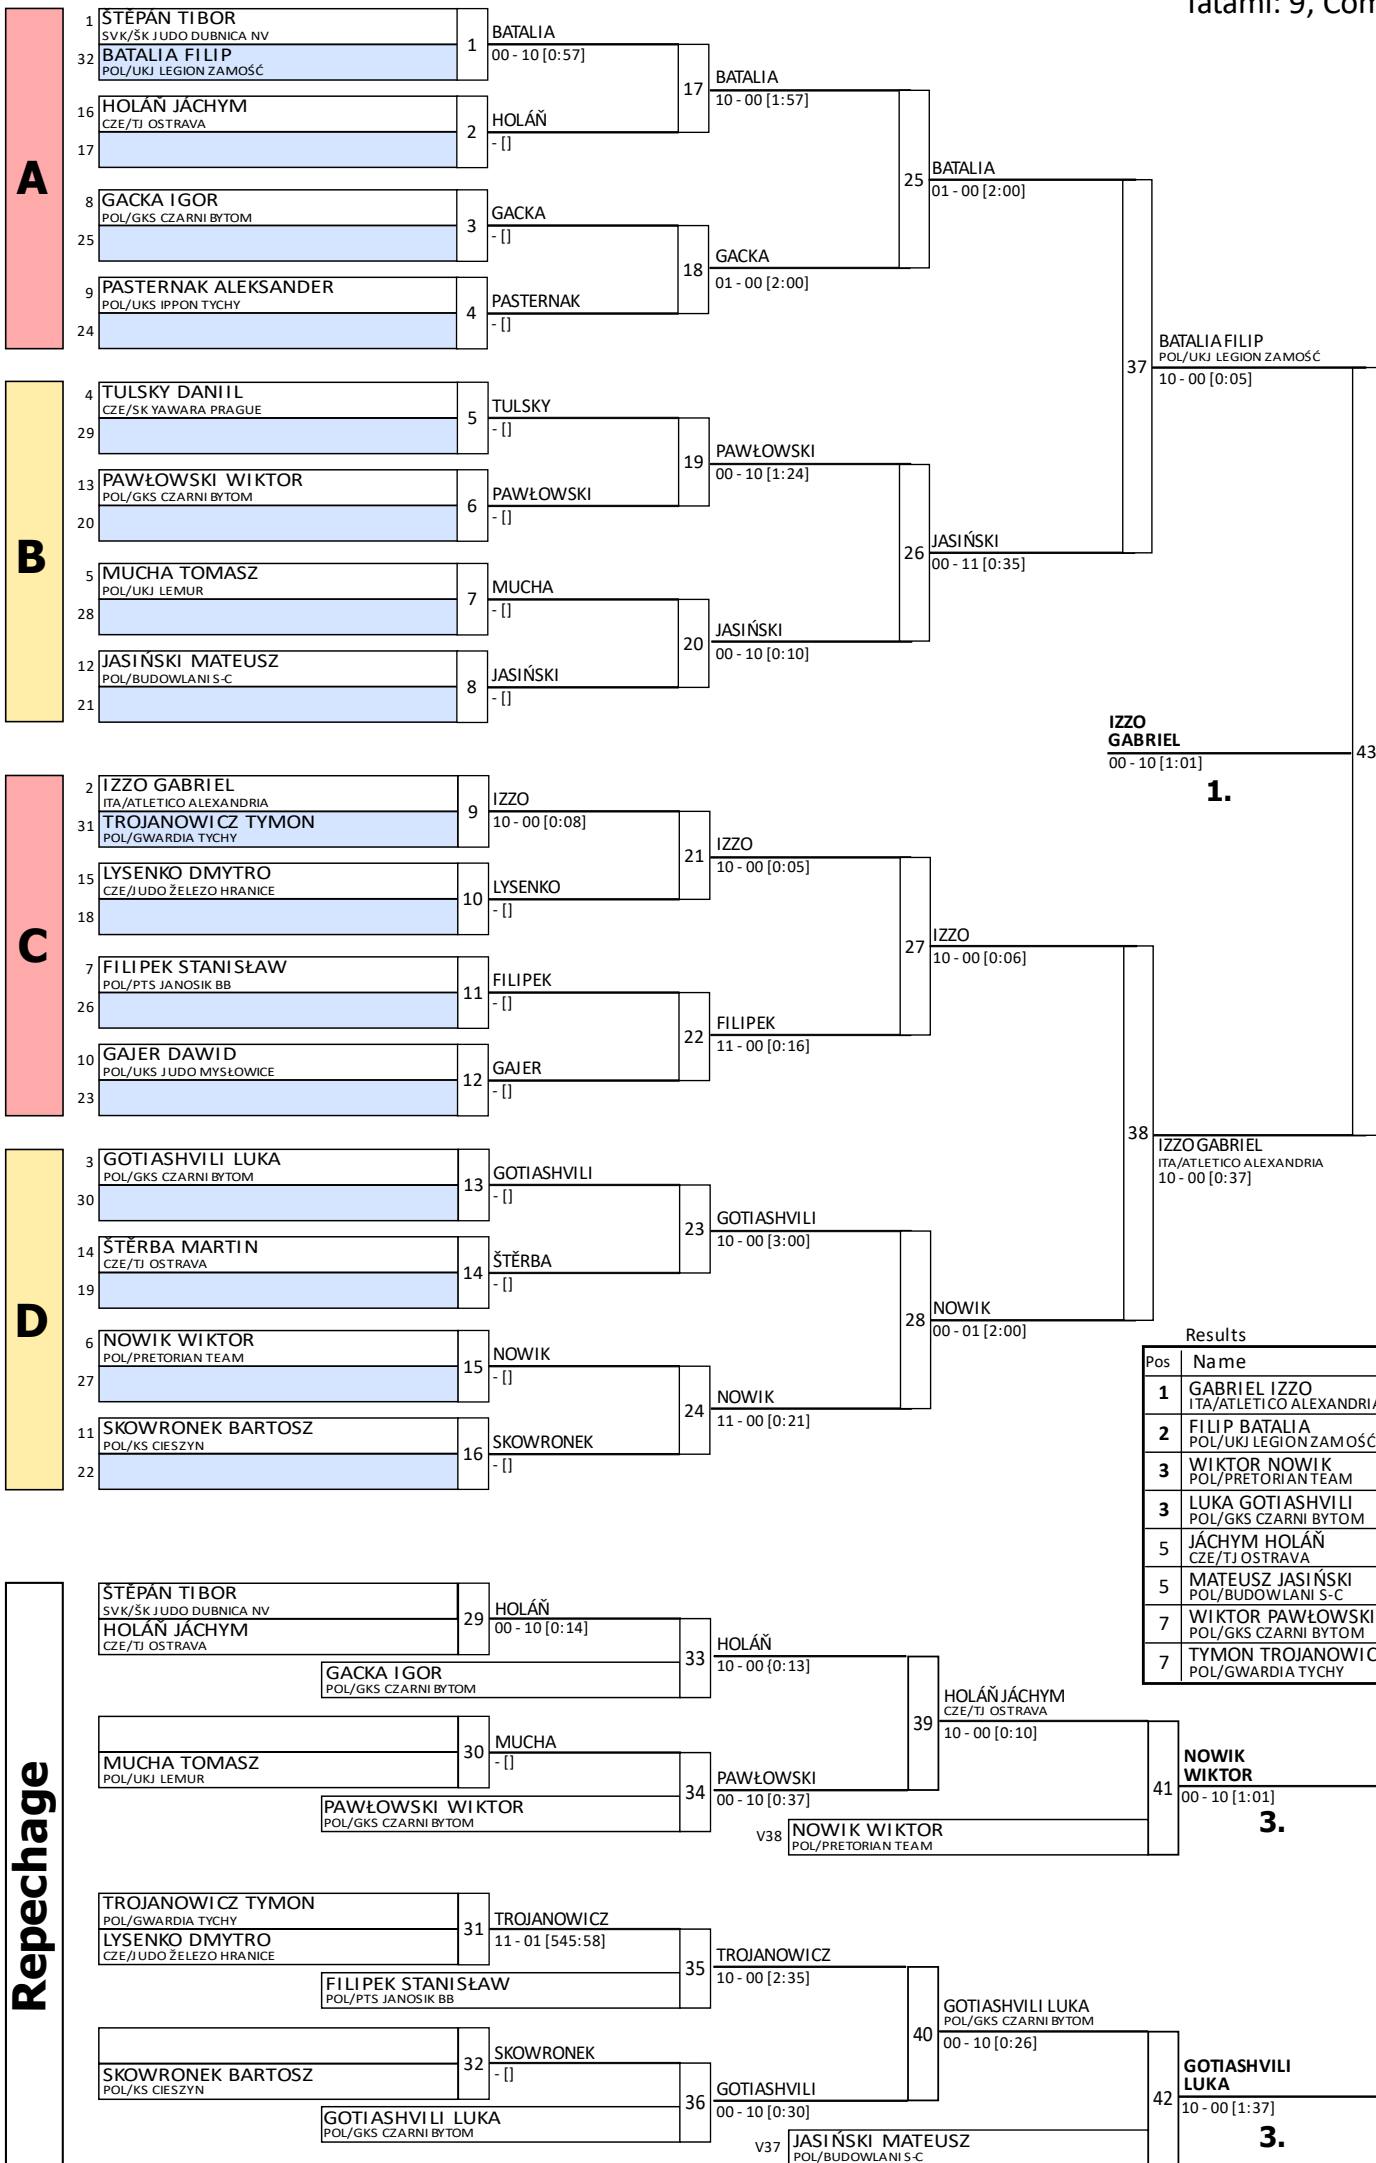 Tatami: 9, Com
A
1 ŠTĚPÁN TIBOR
SVK/ŠK JUDO DUBNICA NV
32 BATALIA FILIP
POL/UKJ LEGION ZAMOŚĆ
1
BATALIA
00 - 10 [0:57]
16 HOLÁŇ JÁCHYM
CZE/TJ OSTRAVA
17
2
HOLÁŇ
- []
17
BATALIA
10 - 00 [1:57]
8 GACKA IGOR
POL/GKS CZARNI BYTOM
25
3
GACKA
- []
9 PASTERNAK ALEKSANDER
POL/UKS IPPON TYCHY
24
4
PASTERNAK
- []
18
GACKA
01 - 00 [2:00]
25
BATALIA
01 - 00 [2:00]
B
4 TULSKY DANIIL
CZE/SK YAWARA PRAGUE
29
5
TULSKY
- []
13 PAWŁOWSKI WIKTOR
POL/GKS CZARNI BYTOM
20
6
PAWŁOWSKI
- []
19
PAWŁOWSKI
00 - 10 [1:24]
5 MUCHA TOMASZ
POL/UKJ LEMUR
28
7
MUCHA
- []
12 JASIŃSKI MATEUSZ
POL/BUDOWLANI S-C
21
8
JASIŃSKI
- []
20
JASIŃSKI
00 - 10 [0:10]
26
JASIŃSKI
00 - 11 [0:35]
37
BATALIA FILIP
POL/UKJ LEGION ZAMOŚĆ
10 - 00 [0:05]
IZZO
GABRIEL
00 - 10 [1:01]
1.
43
C
2 IZZO GABRIEL
ITA/ATLETICO ALEXANDRIA
31 TROJANOWICZ TYMON
POL/GWARDIA TYCHY
9
IZZO
10 - 00 [0:08]
15 LYSENKO DMYTRO
CZE/JUDO ŽELEZO HRANICE
18
10
LYSENKO
- []
21
IZZO
10 - 00 [0:05]
7 FILIPEK STANISŁAW
POL/PTS JANOSIK BB
26
11
FILIPEK
- []
10 GAJER DAWID
POL/UKS JUDO MYSŁOWICE
23
12
GAJER
- []
22
FILIPEK
11 - 00 [0:16]
27
IZZO
10 - 00 [0:06]
D
3 GOTIASHVILI LUKA
POL/GKS CZARNI BYTOM
30
13
GOTIASHVILI
- []
14 ŠTĚRBA MARTIN
CZE/TJ OSTRAVA
19
14
ŠTĚRBA
- []
23
GOTIASHVILI
10 - 00 [3:00]
6 NOWIK WIKTOR
POL/PRETORIAN TEAM
27
15
NOWIK
- []
11 SKOWRONEK BARTOSZ
POL/KS CIESZYN
22
16
SKOWRONEK
- []
24
NOWIK
11 - 00 [0:21]
28
NOWIK
00 - 01 [2:00]
38
IZZO GABRIEL
ITA/ATLETICO ALEXANDRIA
10 - 00 [0:37]
Results
Pos Name
1 GABRIEL IZZO
ITA/ATLETICO ALEXANDRIA
2 FILIP BATALIA
POL/UKJ LEGION ZAMOŚĆ
3 WIKTOR NOWIK
POL/PRETORIAN TEAM
3 LUKA GOTIASHVILI
POL/GKS CZARNI BYTOM
5 JÁCHYM HOLÁŇ
CZE/TJ OSTRAVA
5 MATEUSZ JASIŃSKI
POL/BUDOWLANI S-C
7 WIKTOR PAWŁOWSKI
POL/GKS CZARNI BYTOM
7 TYMON TROJANOWIC
POL/GWARDIA TYCHY
Repechage
ŠTĚPÁN TIBOR
SVK/ŠK JUDO DUBNICA NV
HOLÁŇ JÁCHYM
CZE/TJ OSTRAVA
29
HOLÁŇ
00 - 10 [0:14]
GACKA IGOR
POL/GKS CZARNI BYTOM
33
HOLÁŇ
10 - 00 {0:13]
MUCHA TOMASZ
POL/UKJ LEMUR
30
MUCHA
- []
PAWŁOWSKI WIKTOR
POL/GKS CZARNI BYTOM
34
PAWŁOWSKI
00 - 10 [0:37]
39
HOLÁŇ JÁCHYM
CZE/TJ OSTRAVA
10 - 00 [0:10]
V38 NOWIK WIKTOR
POL/PRETORIAN TEAM
41
NOWIK
WIKTOR
00 - 10 [1:01]
3.
TROJANOWICZ TYMON
POL/GWARDIA TYCHY
LYSENKO DMYTRO
CZE/JUDO ŽELEZO HRANICE
31
TROJANOWICZ
11 - 01 [545:58]
FILIPEK STANISŁAW
POL/PTS JANOSIK BB
35
TROJANOWICZ
10 - 00 [2:35]
SKOWRONEK BARTOSZ
POL/KS CIESZYN
32
SKOWRONEK
- []
GOTIASHVILI LUKA
POL/GKS CZARNI BYTOM
36
GOTIASHVILI
00 - 10 [0:30]
40
GOTIASHVILI LUKA
POL/GKS CZARNI BYTOM
00 - 10 [0:26]
V37 JASIŃSKI MATEUSZ
POL/BUDOWLANI S-C
42
GOTIASHVILI
LUKA
10 - 00 [1:37]
3.